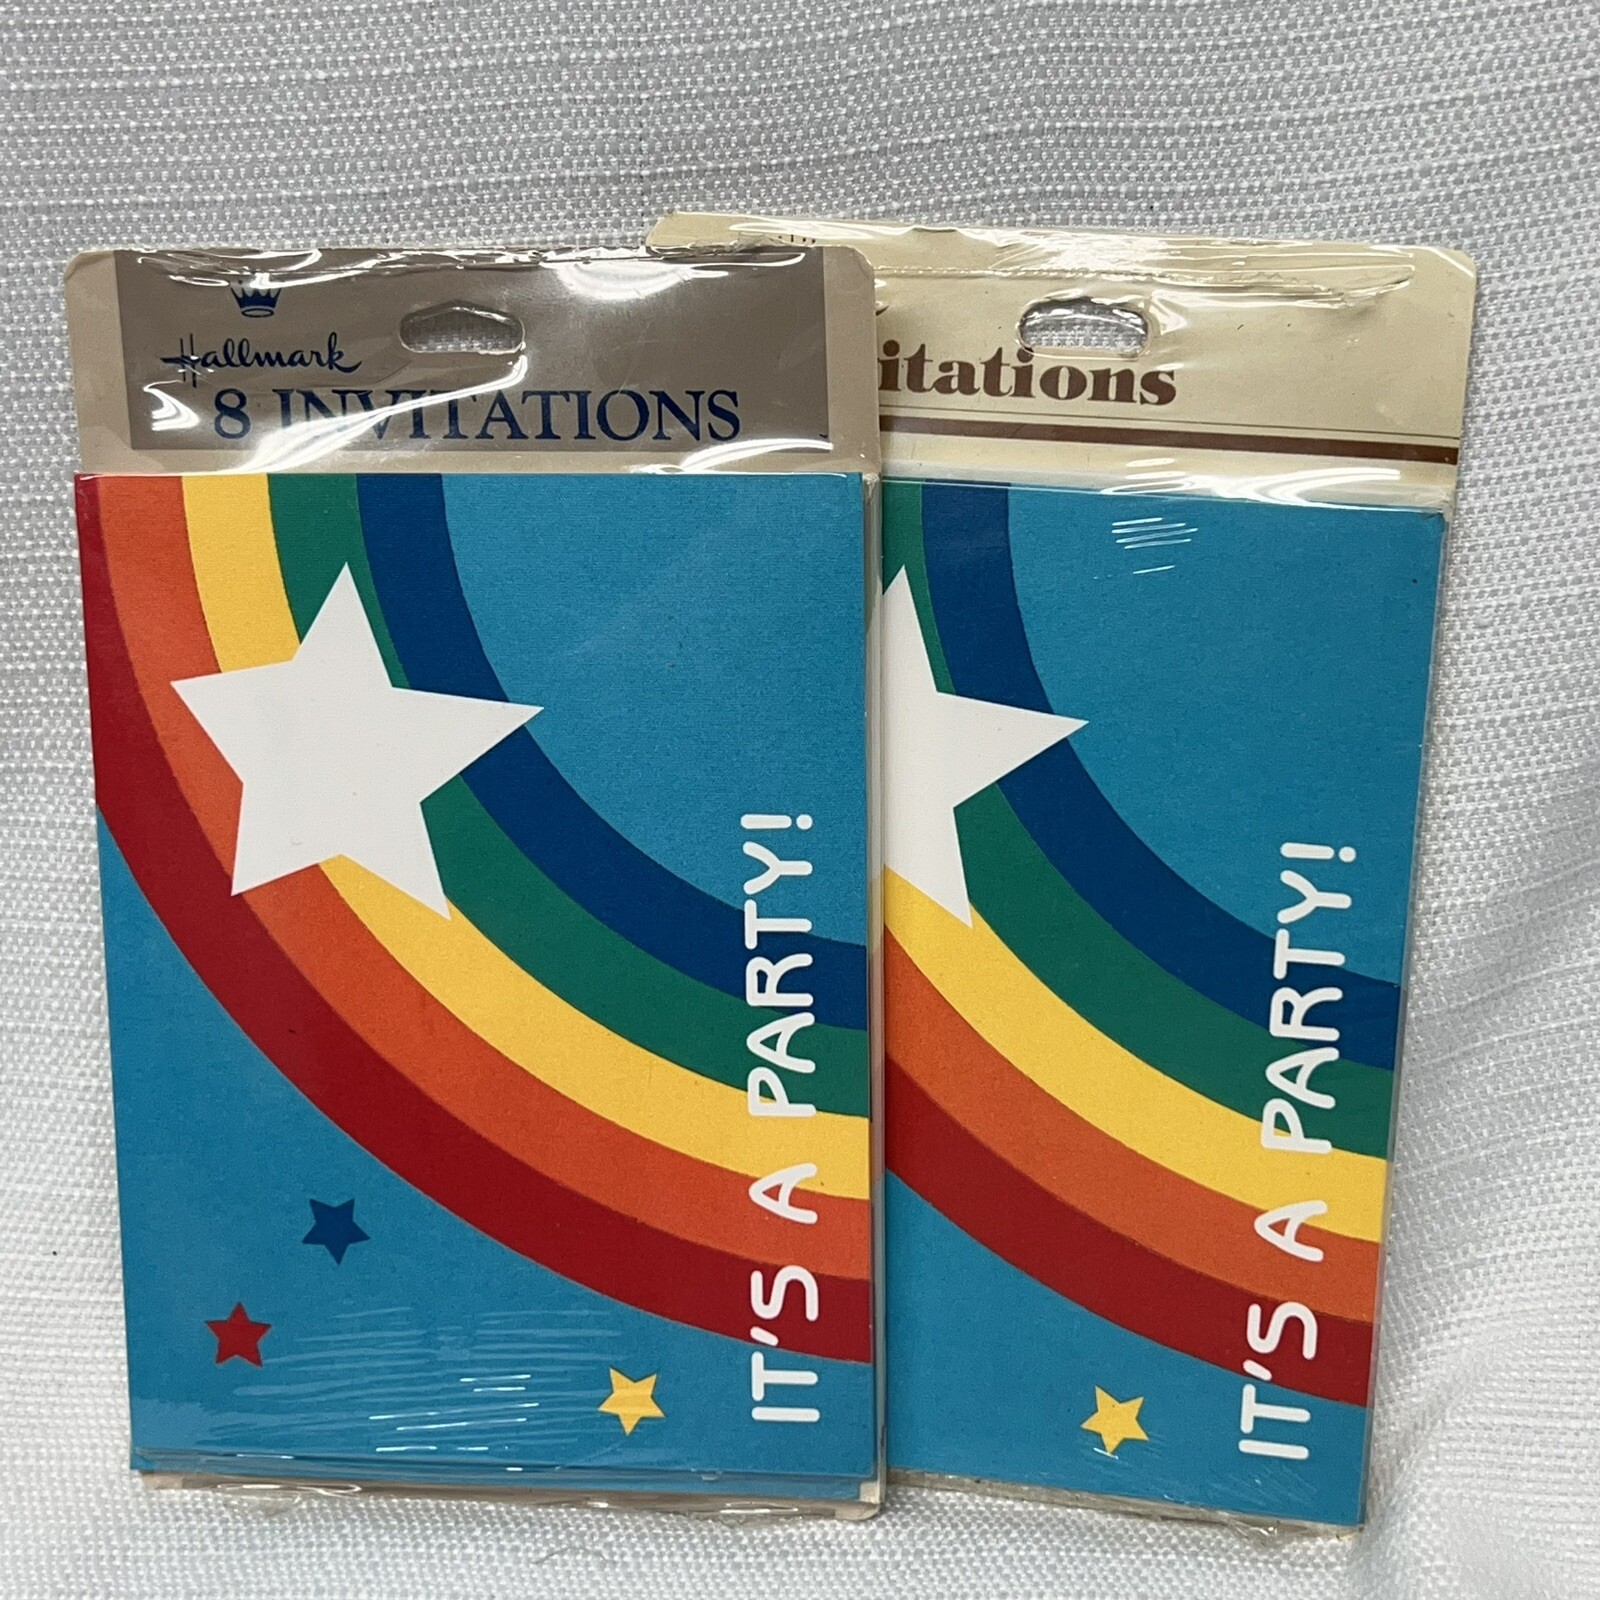 Hallmark
8 INVITATIONS
IT'S A PARTY!
itations
IT'S A PARTY!